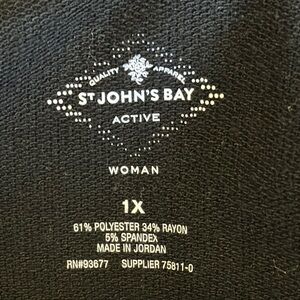 QUALITY APPAREL
ST JOHN'S BAY
ACTIVE
WOMAN
1X
61% POLYESTER 34% RAYON
5% SPANDEX
MADE IN JORDAN
RN#93677 SUPPLIER 75811-0